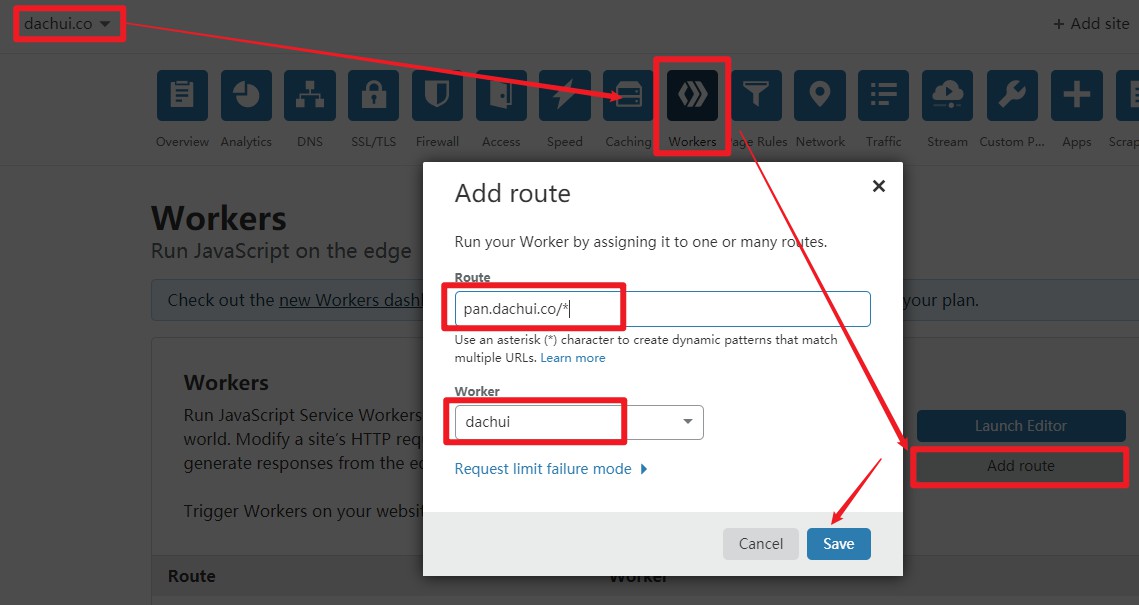 dachui.co
+ Add site
Overview
Analytics
DNS
SSL/TLS
Firewall
Access
Speed
Caching
Workers
Page Rules
Network
Traffic
Stream
Custom P...
Apps
Scrap
Workers
Run JavaScript on the edge
Check out the new Workers dashb
your plan.
Workers
Run JavaScript Service Workers
world. Modify a site's HTTP req
generate responses from the ed
Trigger Workers on your websit
Launch Editor
Add route
Route
Worker
Add route
Run your Worker by assigning it to one or many routes.
Route
pan.dachui.co/*
Use an asterisk (*) character to create dynamic patterns that match
multiple URLs. Learn more
Worker
dachui
Request limit failure mode
Cancel
Save